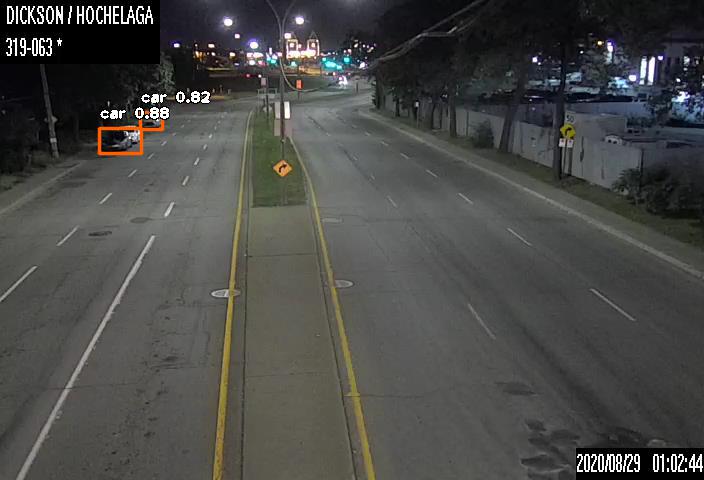 DICKSON / HOCHELAGA
319-063 *
car 0.82
car 0.88
2020/08/29 01:02:44